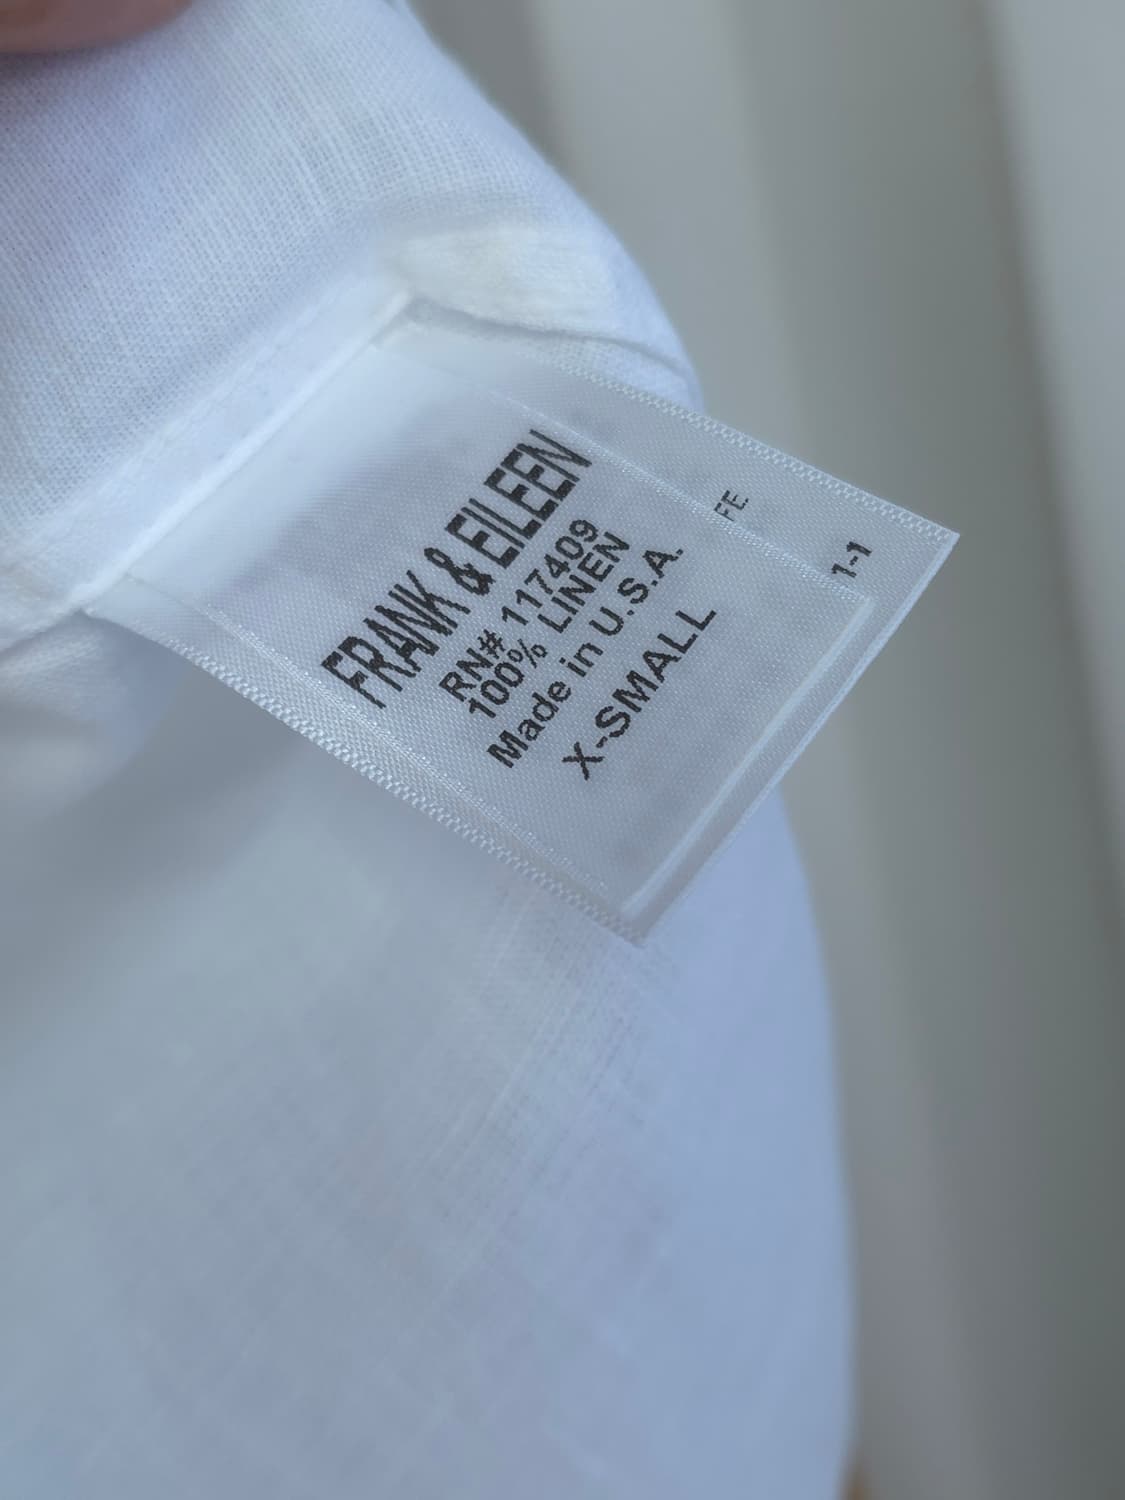 FRANK & EILEEN
RN# 117409
100% LINEN
Made in U.S.A.
X-SMALL
FE.
1-1